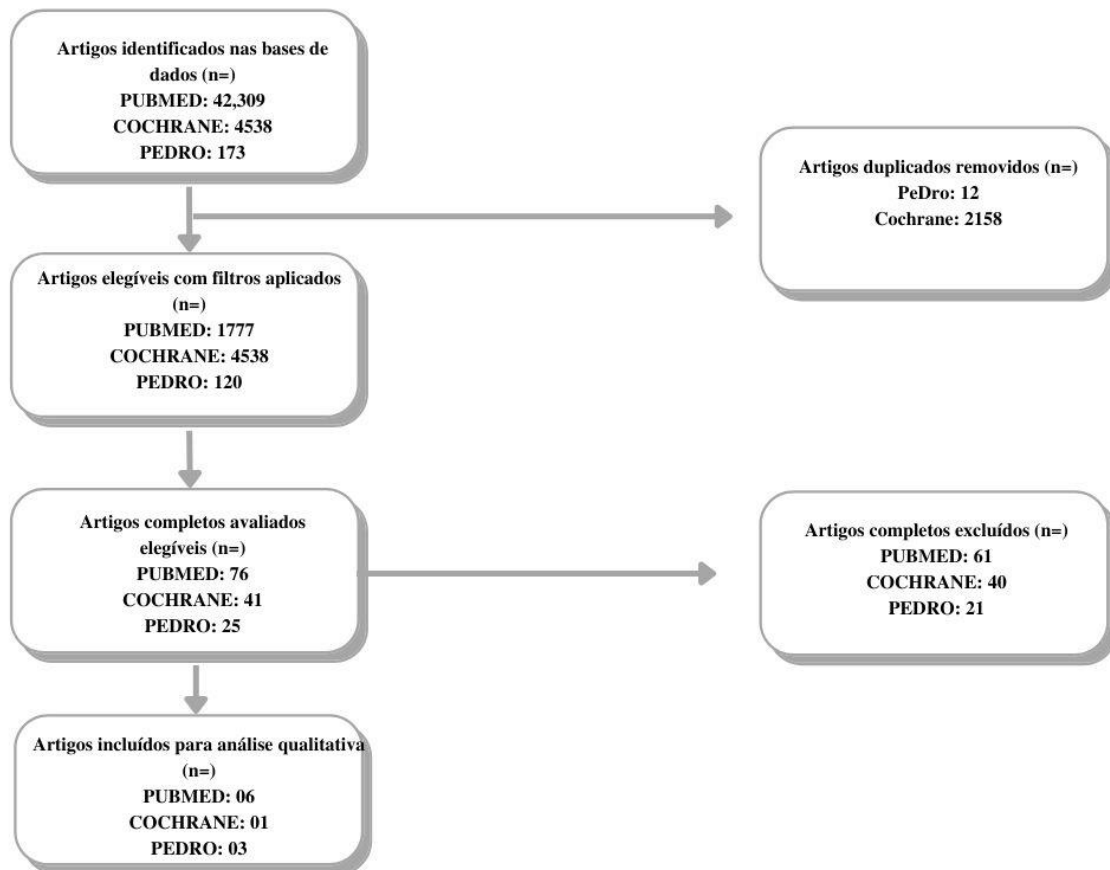 Artigos identificados nas bases de
dados (n=)
PUBMED: 42,309
COCHRANE: 4538
PEDRO: 173
Artigos duplicados removidos (n=)
PeDro: 12
Cochrane: 2158
Artigos elegíveis com filtros aplicados
(n=)
PUBMED: 1777
COCHRANE: 4538
PEDRO: 120
Artigos completos avaliados
elegíveis (n=)
PUBMED: 76
COCHRANE: 41
PEDRO: 25
Artigos completos excluídos (n=)
PUBMED: 61
COCHRANE: 40
PEDRO: 21
Artigos incluídos para análise qualitativa
(n=)
PUBMED: 06
COCHRANE: 01
PEDRO: 03